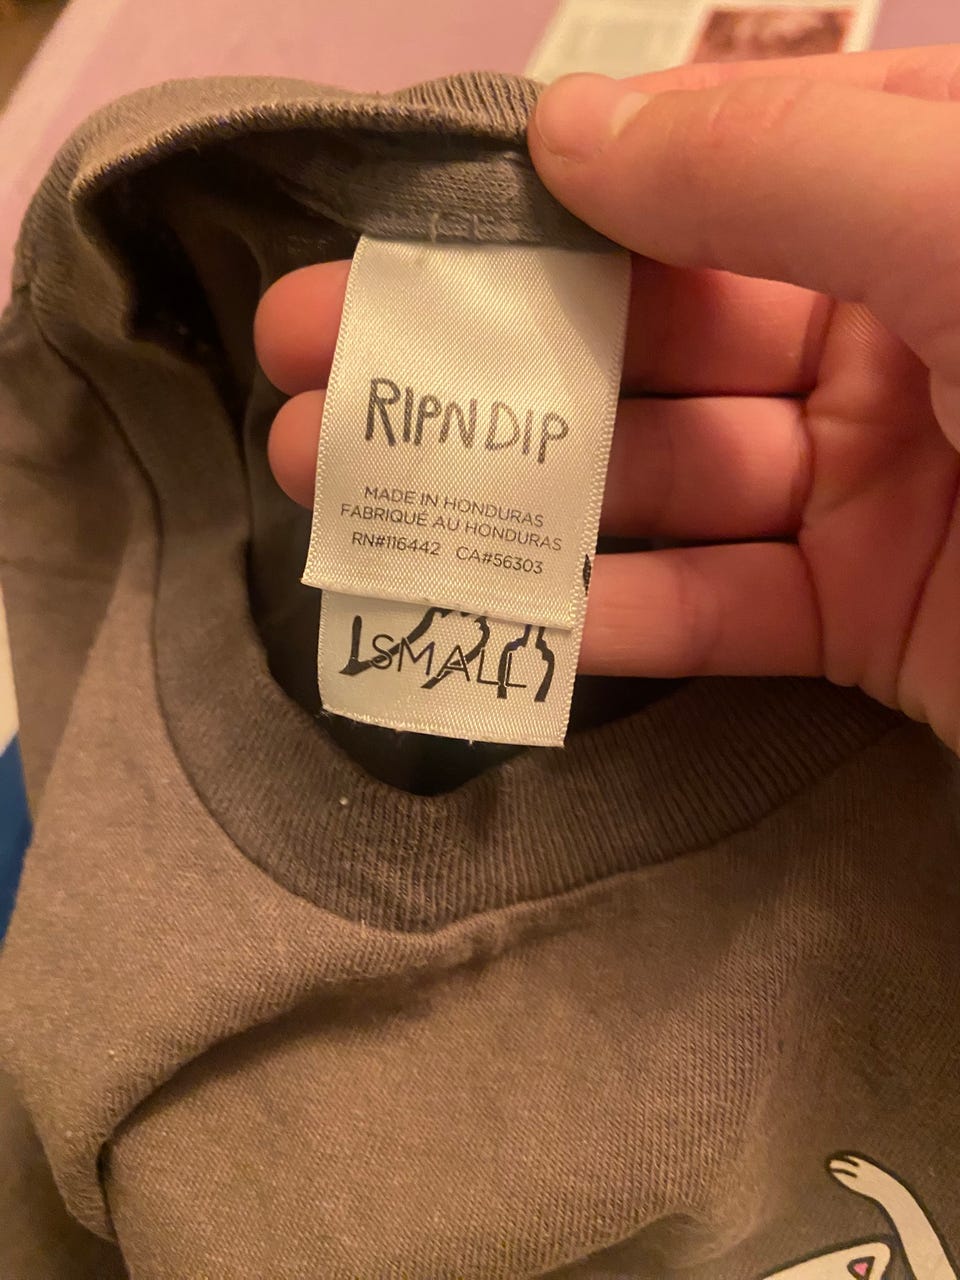 RIPNDIP
MADE IN HONDURAS
FABRIQUÉ AU HONDURAS
RN#116442 CA#56303
SMALL